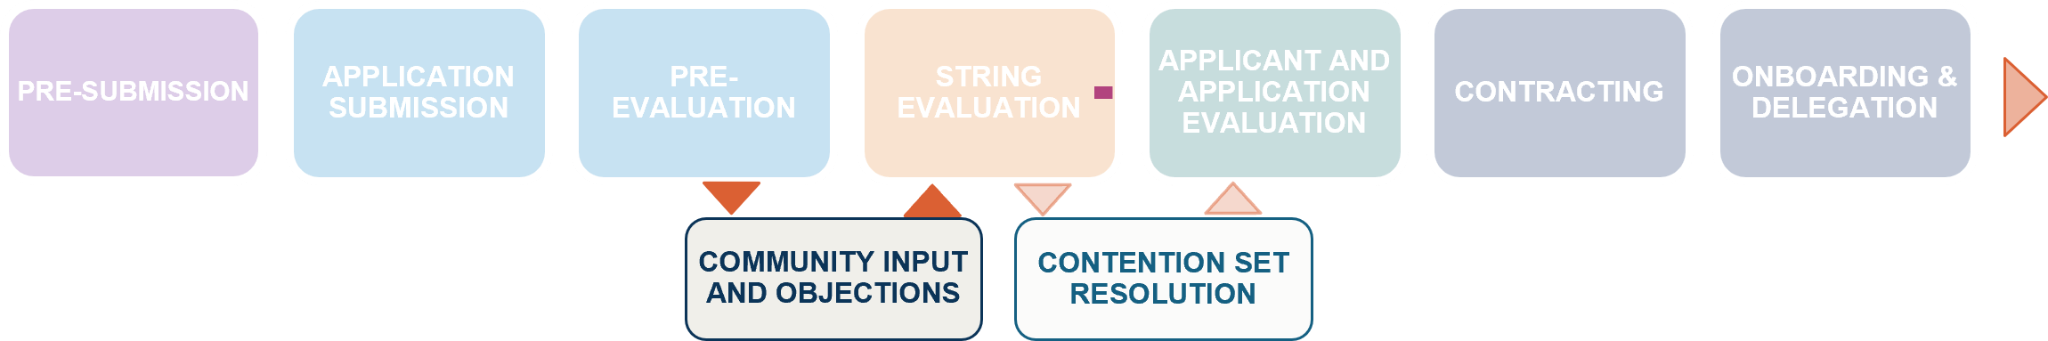 PRE-SUBMISSION
APPLICATION
SUBMISSION
PRE-
EVALUATION
STRING
EVALUATION
APPLICANT AND
APPLICATION
EVALUATION
CONTRACTING
ONBOARDING &
DELEGATION
COMMUNITY INPUT
AND OBJECTIONS
CONTENTION SET
RESOLUTION